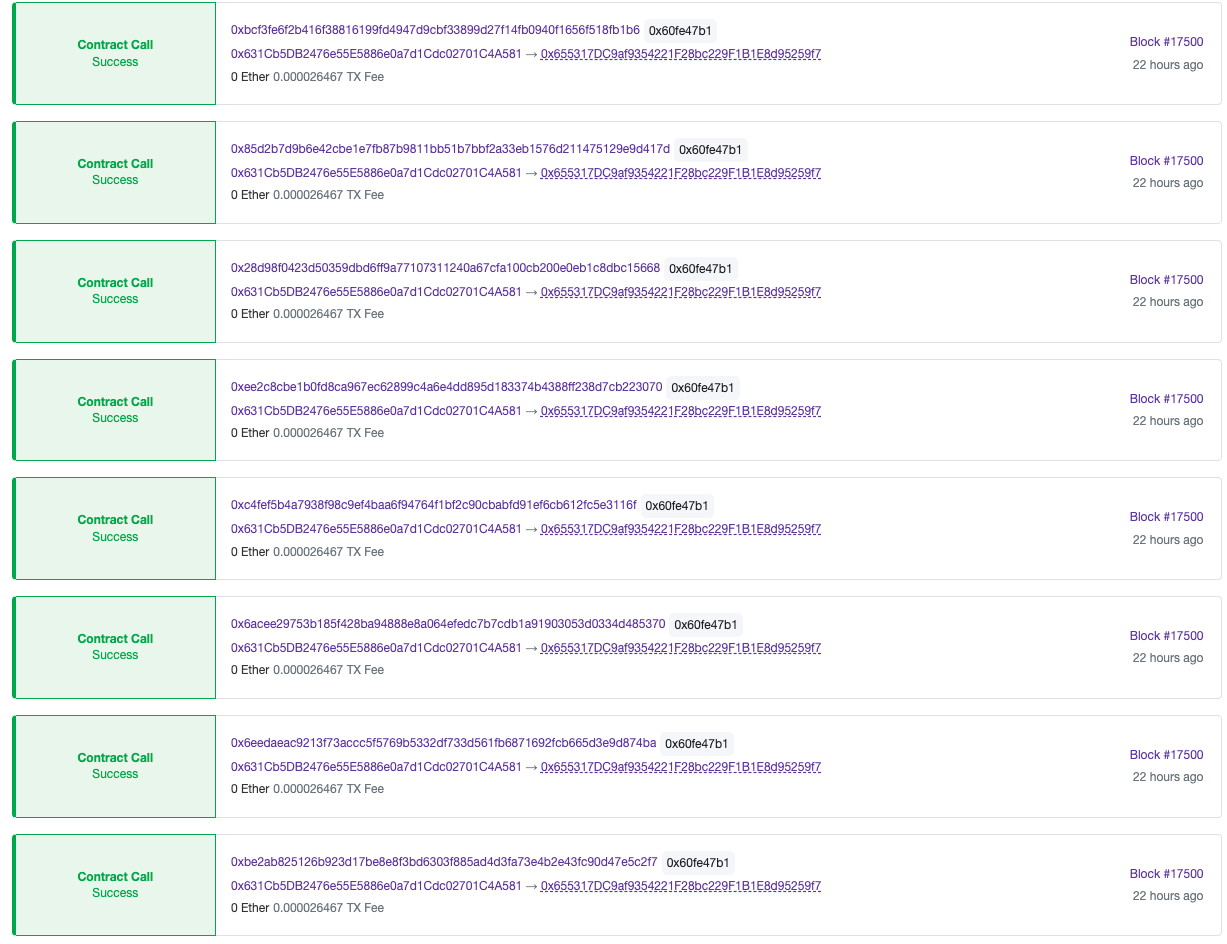 Contract Call
Success
0xbcf3fe6f2b416f38816199fd4947d9cbf33899d27f14fb0940f1656f518fb1b6 0x60fe47b1
0x631Cb5DB2476e55E5886e0a7d1Cdc02701C4A581 → 0x655317DC9af9354221F28bc229F1B1E8d95259f7
0 Ether 0.000026467 TX Fee
Block #17500
22 hours ago
Contract Call
Success
0x85d2b7d9b6e42cbe1e7fb87b9811bb51b7bbf2a33eb1576d211475129e9d417d 0x60fe47b1
0x631Cb5DB2476e55E5886e0a7d1Cdc02701C4A581 → 0x655317DC9af9354221F28bc229F1B1E8d95259f7
0 Ether 0.000026467 TX Fee
Block #17500
22 hours ago
Contract Call
Success
0x28d98f0423d50359dbd6ff9a77107311240a67cfa100cb200e0eb1c8dbc15668 0x60fe47b1
0x631Cb5DB2476e55E5886e0a7d1Cdc02701C4A581 → 0x655317DC9af9354221F28bc229F1B1E8d95259f7
0 Ether 0.000026467 TX Fee
Block #17500
22 hours ago
Contract Call
Success
0xee2c8cbe1b0fd8ca967ec62899c4a6e4dd895d183374b4388ff238d7cb223070 0x60fe47b1
0x631Cb5DB2476e55E5886e0a7d1Cdc02701C4A581 → 0x655317DC9af9354221F28bc229F1B1E8d95259f7
0 Ether 0.000026467 TX Fee
Block #17500
22 hours ago
Contract Call
Success
0xc4fef5b4a7938f98c9ef4baa6f94764f1bf2c90cbabfd91ef6cb612fc5e3116f 0x60fe47b1
0x631Cb5DB2476e55E5886e0a7d1Cdc02701C4A581 → 0x655317DC9af9354221F28bc229F1B1E8d95259f7
0 Ether 0.000026467 TX Fee
Block #17500
22 hours ago
Contract Call
Success
0x6acee29753b185f428ba94888e8a064efedc7b7cdb1a91903053d0334d485370 0x60fe47b1
0x631Cb5DB2476e55E5886e0a7d1Cdc02701C4A581 → 0x655317DC9af9354221F28bc229F1B1E8d95259f7
0 Ether 0.000026467 TX Fee
Block #17500
22 hours ago
Contract Call
Success
0x6eedaeac9213f73accc5f5769b5332df733d561fb6871692fcb665d3e9d874ba 0x60fe47b1
0x631Cb5DB2476e55E5886e0a7d1Cdc02701C4A581 → 0x655317DC9af9354221F28bc229F1B1E8d95259f7
0 Ether 0.000026467 TX Fee
Block #17500
22 hours ago
Contract Call
Success
0xbe2ab825126b923d17be8e8f3bd6303f885ad4d3fa73e4b2e43fc90d47e5c2f7 0x60fe47b1
0x631Cb5DB2476e55E5886e0a7d1Cdc02701C4A581 → 0x655317DC9af9354221F28bc229F1B1E8d95259f7
0 Ether 0.000026467 TX Fee
Block #17500
22 hours ago